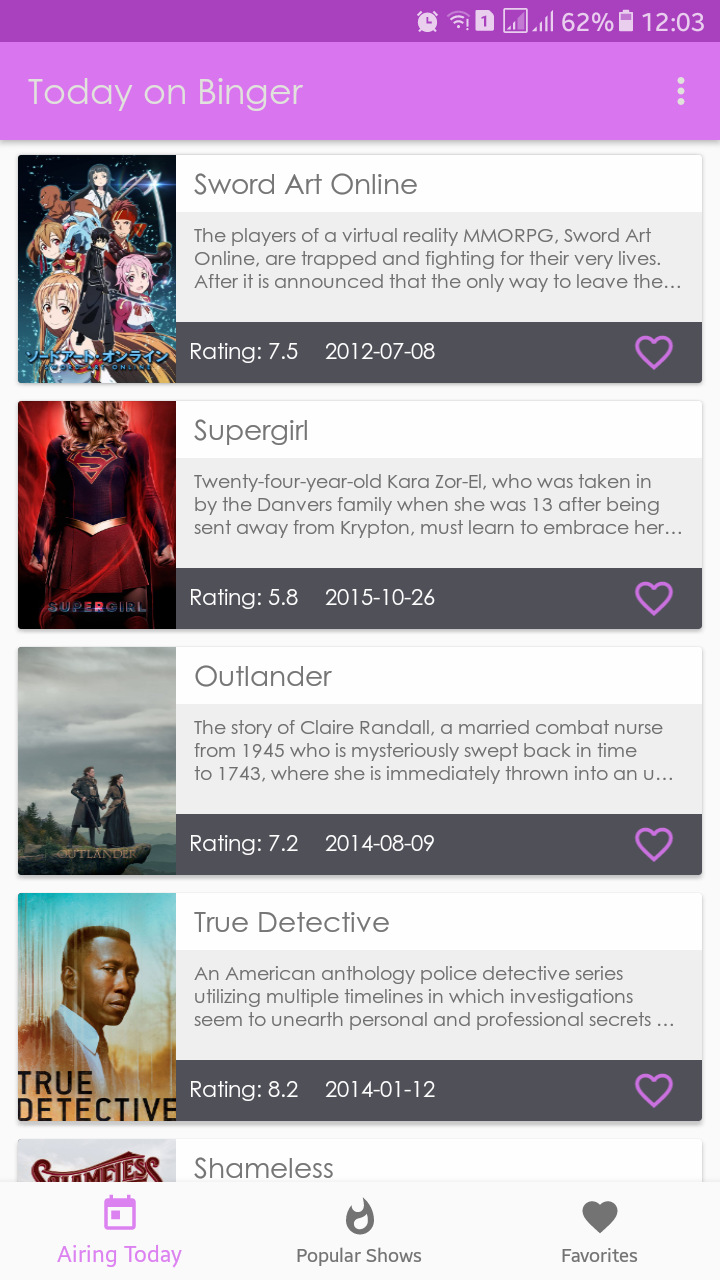 1 62% 12:03
Today on Binger
Sword Art Online
The players of a virtual reality MMORPG, Sword Art
Online, are trapped and fighting for their very lives.
After it is announced that the only way to leave the…
ソードアート・オンライン
SWORD ART ONLINE
Rating: 7.5 2012-07-08
Supergirl
Twenty-four-year-old Kara Zor-El, who was taken in
by the Danvers family when she was 13 after being
sent away from Krypton, must learn to embrace her…
SUPERGIRL
Rating: 5.8 2015-10-26
Outlander
The story of Claire Randall, a married combat nurse
from 1945 who is mysteriously swept back in time
to 1743, where she is immediately thrown into an u…
OUTLANDER
Rating: 7.2 2014-08-09
True Detective
An American anthology police detective series
utilizing multiple timelines in which investigations
seem to unearth personal and professional secrets …
TRUE
DETECTIVE
Rating: 8.2 2014-01-12
SHAMELESS
Shameless
Airing Today
Popular Shows
Favorites